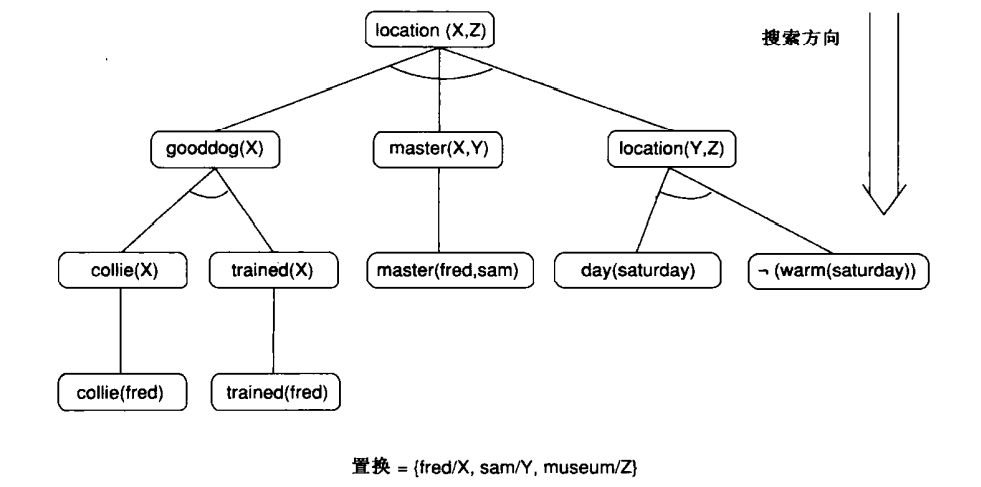 location (X,Z)
搜索方向
gooddog(X)
master(X,Y)
location(Y,Z)
collie(X)
trained(X)
master(fred,sam)
day(saturday)
¬ (warm(saturday))
collie(fred)
trained(fred)
置换 = {fred/X, sam/Y, museum/Z}